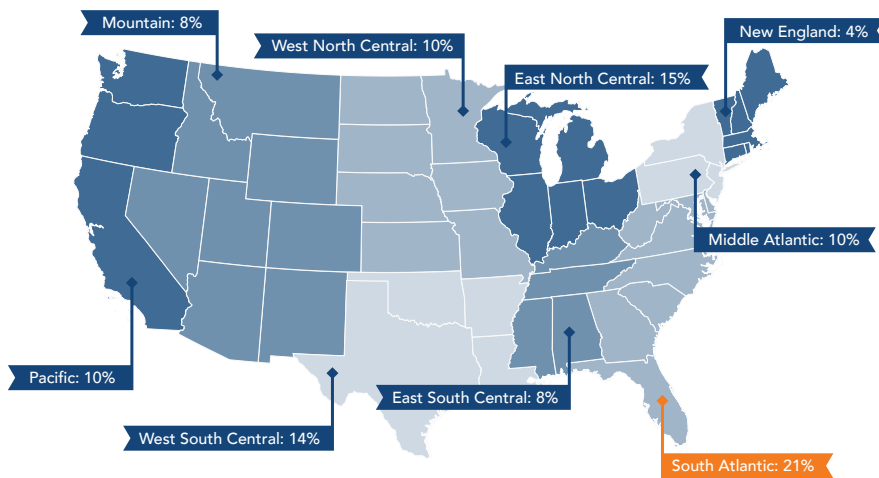 Mountain: 8%
New England: 4%
West North Central: 10%
East North Central: 15%
Middle Atlantic: 10%
Pacific: 10%
East South Central: 8%
West South Central: 14%
South Atlantic: 21%